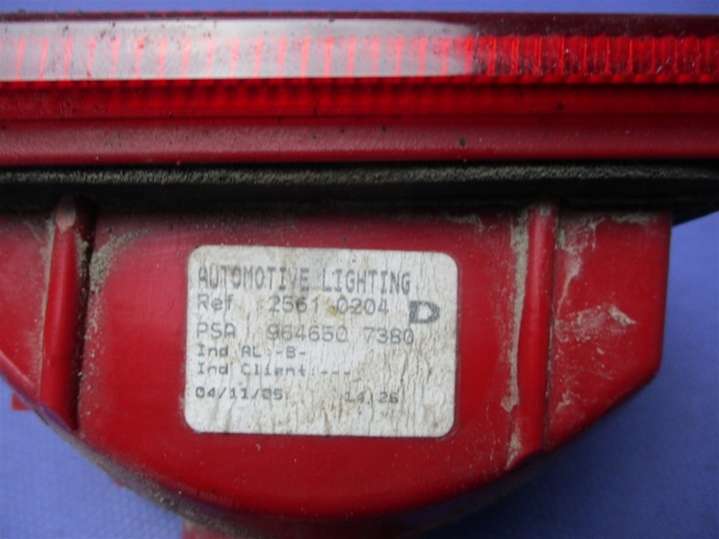 AUTOMOTIVE LIGHTING
Ref 2561 0204 D
PSA 964650 7380
Ind AL:-B-
Ind Client:---
04/11/05 14:26